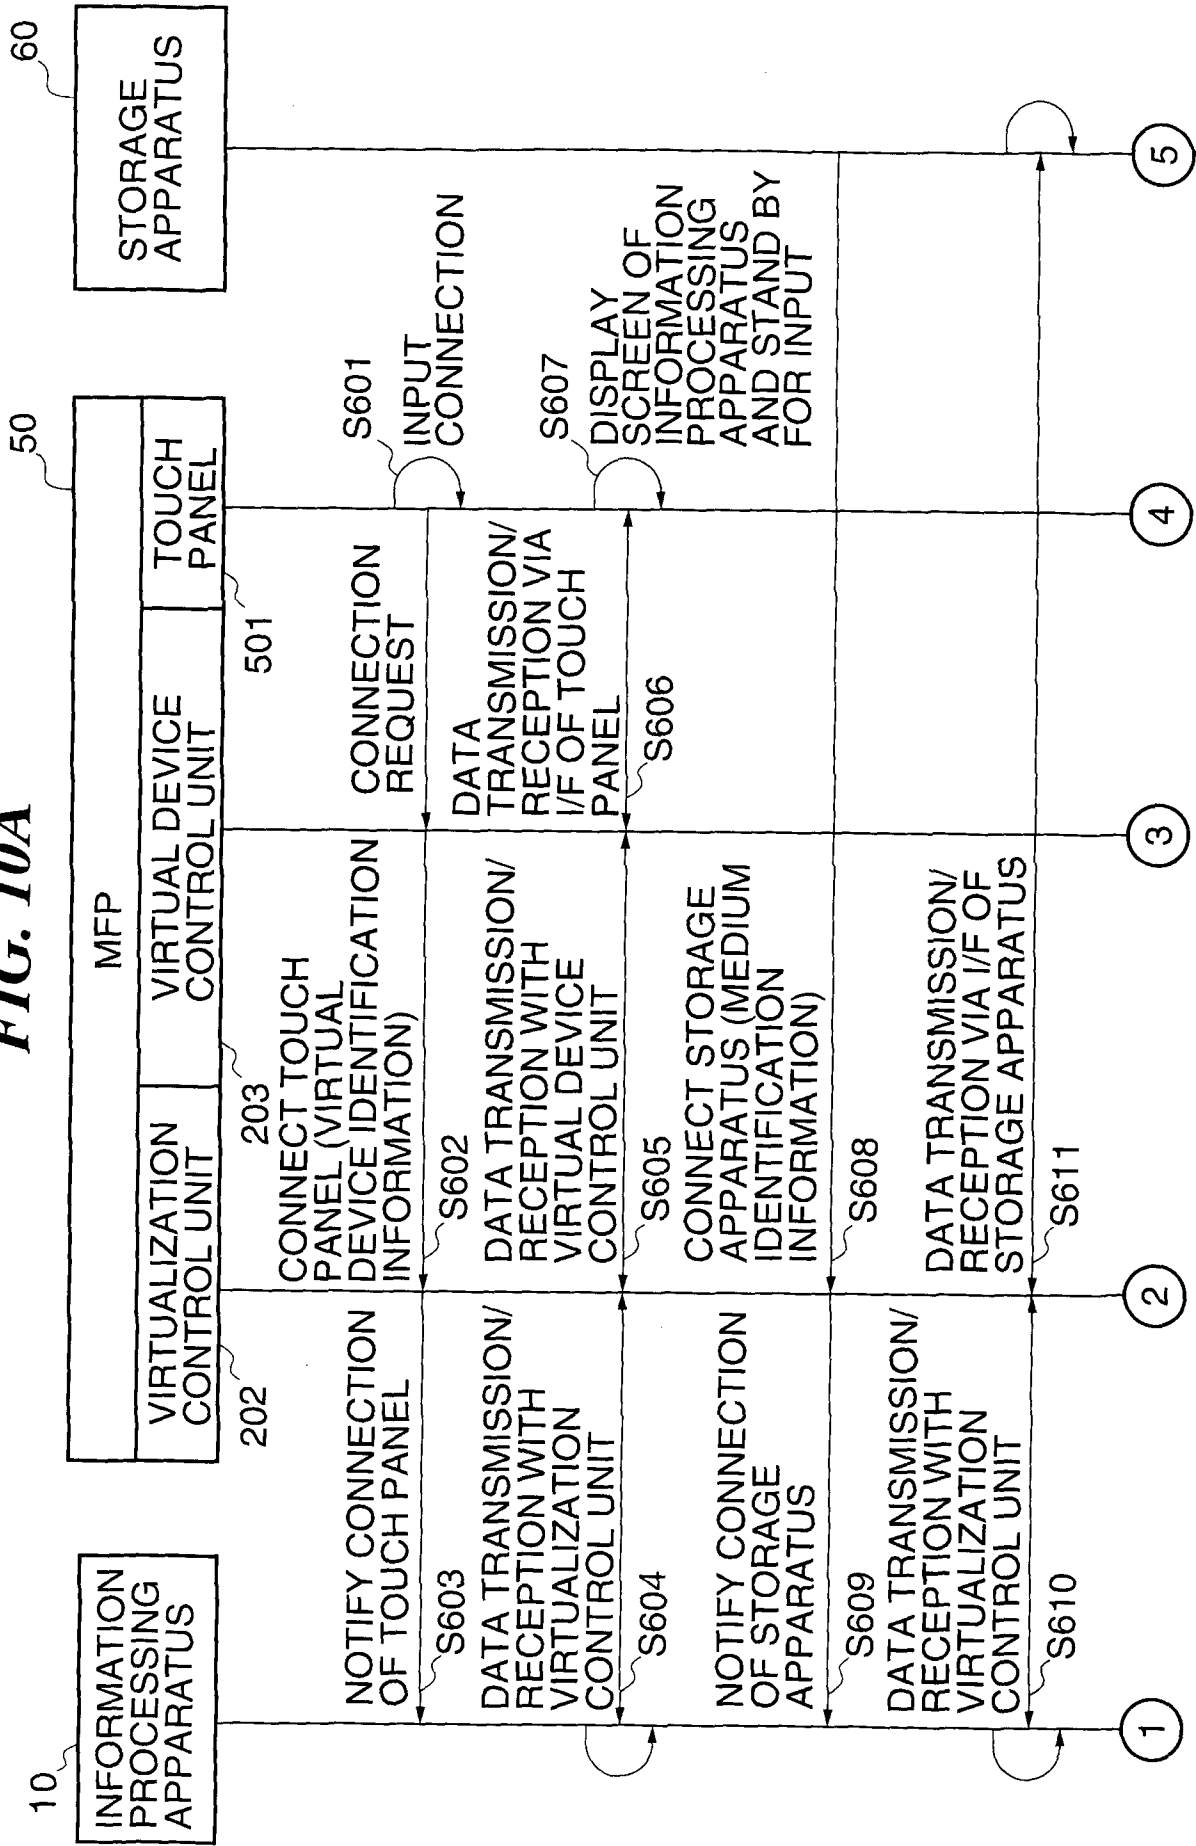 FIG. 10A
10
INFORMATION
PROCESSING
APPARATUS
50
MFP
VIRTUALIZATION
CONTROL UNIT
VIRTUAL DEVICE
CONTROL UNIT
TOUCH
PANEL
202
203
501
60
STORAGE
APPARATUS
S601
INPUT
CONNECTION
CONNECTION
REQUEST
CONNECT TOUCH
PANEL (VIRTUAL
DEVICE IDENTIFICATION
INFORMATION)
S602
NOTIFY CONNECTION
OF TOUCH PANEL
S603
DATA TRANSMISSION/
RECEPTION WITH
VIRTUALIZATION
CONTROL UNIT
S604
DATA TRANSMISSION/
RECEPTION WITH
VIRTUAL DEVICE
CONTROL UNIT
S605
DATA
TRANSMISSION/
RECEPTION VIA
I/F OF TOUCH
PANEL
S606
S607
DISPLAY
SCREEN OF
INFORMATION
PROCESSING
APPARATUS
AND STAND BY
FOR INPUT
CONNECT STORAGE
APPARATUS (MEDIUM
IDENTIFICATION
INFORMATION)
S608
NOTIFY CONNECTION
OF STORAGE
APPARATUS
S609
DATA TRANSMISSION/
RECEPTION WITH
VIRTUALIZATION
CONTROL UNIT
S610
DATA TRANSMISSION/
RECEPTION VIA I/F OF
STORAGE APPARATUS
S611
1
2
3
4
5